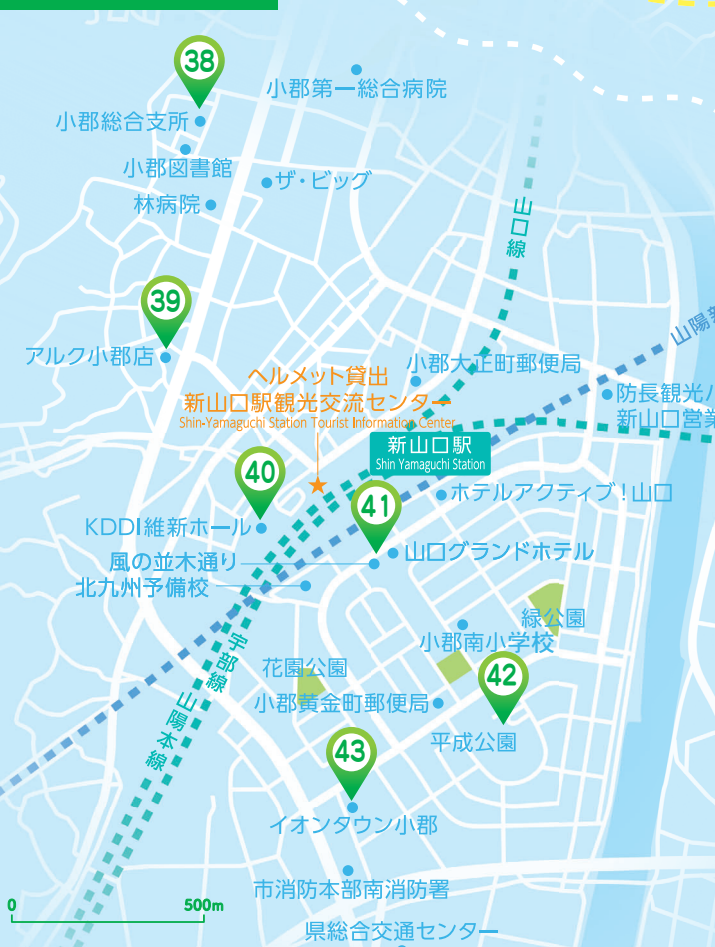 38
小郡第一総合病院
小郡総合支所
小郡図書館
ザ・ビッグ
林病院
山口線
39
山陽新
アルク小郡店
小郡大正町郵便局
ヘルメット貸出
新山口駅観光交流センター
Shin-Yamaguchi Station Tourist Information Center
防長観光バ
新山口営業
新山口駅
Shin Yamaguchi Station
40
41
ホテルアクティブ!山口
KDDI維新ホール
山口グランドホテル
風の並木通り
北九州予備校
緑公園
小郡南小学校
宇部線
花園公園
42
山陽本線
小郡黄金町郵便局
平成公園
43
イオンタウン小郡
市消防本部南消防署
0 500m
県総合交通センター